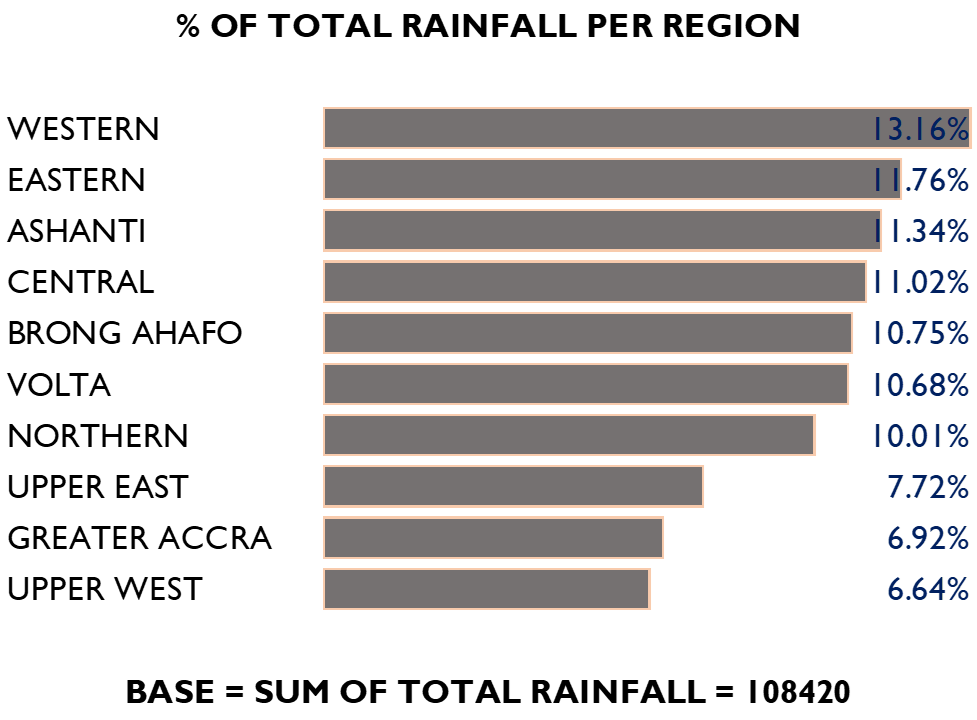 % OF TOTAL RAINFALL PER REGION
WESTERN 13.16%
EASTERN 11.76%
ASHANTI 11.34%
CENTRAL 11.02%
BRONG AHAFO 10.75%
VOLTA 10.68%
NORTHERN 10.01%
UPPER EAST 7.72%
GREATER ACCRA 6.92%
UPPER WEST 6.64%
BASE = SUM OF TOTAL RAINFALL = 108420